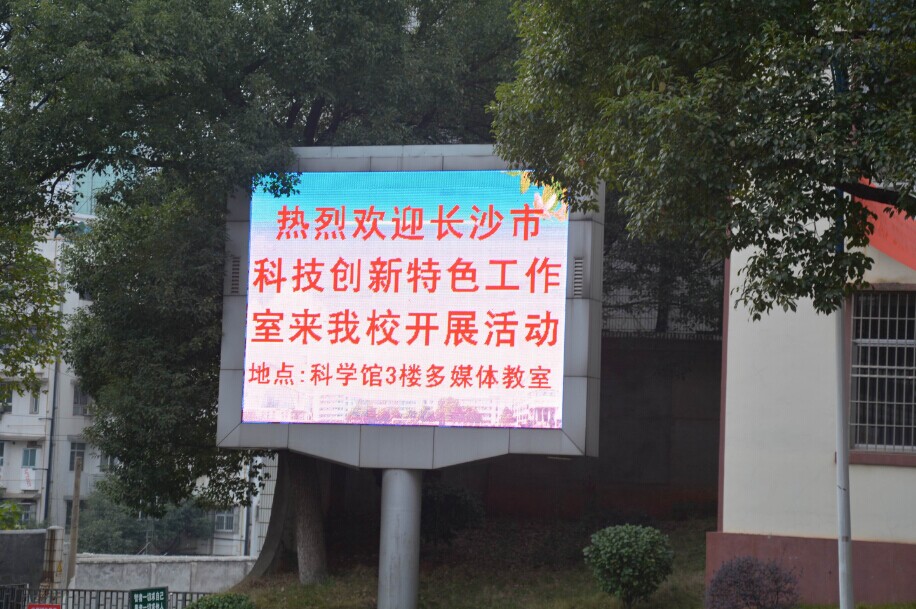 热烈欢迎长沙市
科技创新特色工作
室来我校开展活动
地点:科学馆3楼多媒体教室